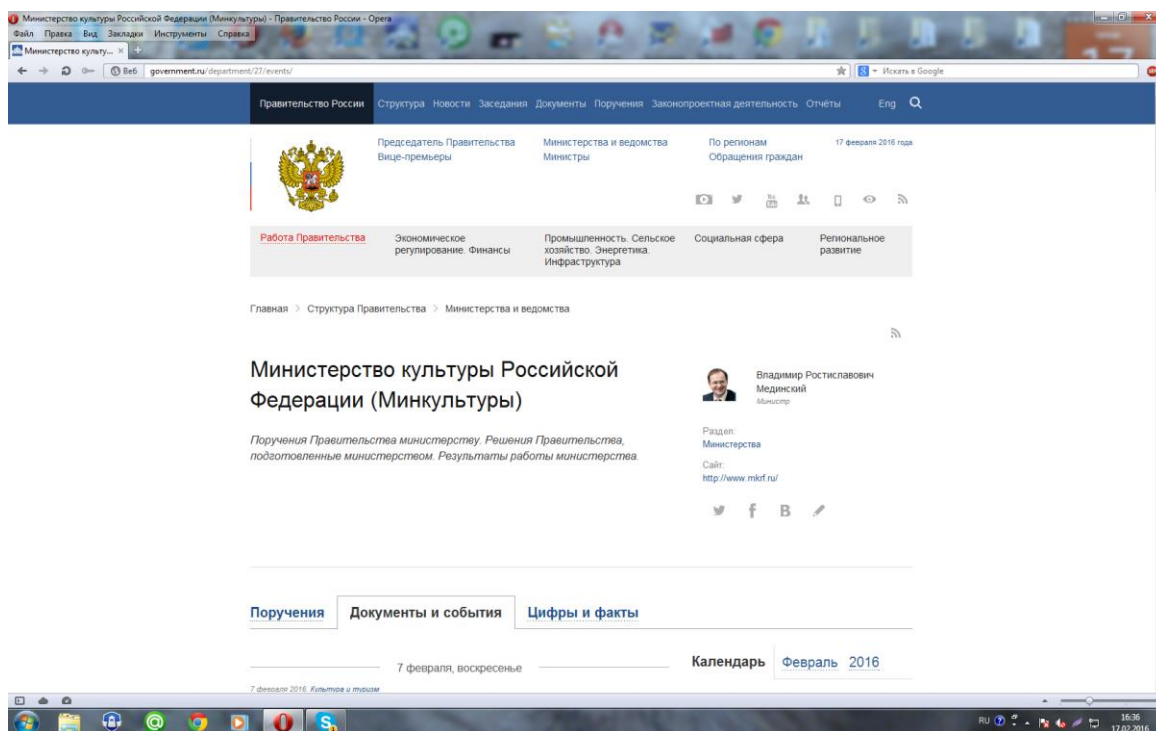 Министерство культуры Российской Федерации (Минкультуры) - Правительство России - Opera
Файл Правка Вид Закладки Инструменты Справка
Министерство культу... ×
Веб government.ru/department/27/events/
Искать в Google
Правительство России Структура Новости Заседания Документы Поручения Законопроектная деятельность Отчёты Eng
Председатель Правительства Министерства и ведомства По регионам 17 февраля 2016 года
Вице-премьеры Министры Обращения граждан
Работа Правительства Экономическое Промышленность. Сельское Социальная сфера Региональное
регулирование. Финансы хозяйство. Энергетика. развитие
Инфраструктура
Главная > Структура Правительства > Министерства и ведомства
Министерство культуры Российской
Федерации (Минкультуры)
Владимир Ростиславович
Мединский
Министр
Поручения Правительства министерству. Решения Правительства,
подготовленные министерством. Результаты работы министерства.
Раздел:
Министерства
Сайт:
http://www.mkrf.ru/
Поручения Документы и события Цифры и факты
7 февраля, воскресенье
Календарь Февраль 2016
7 февраля 2016, Культура и туризм
RU 16:36
17.02.2016